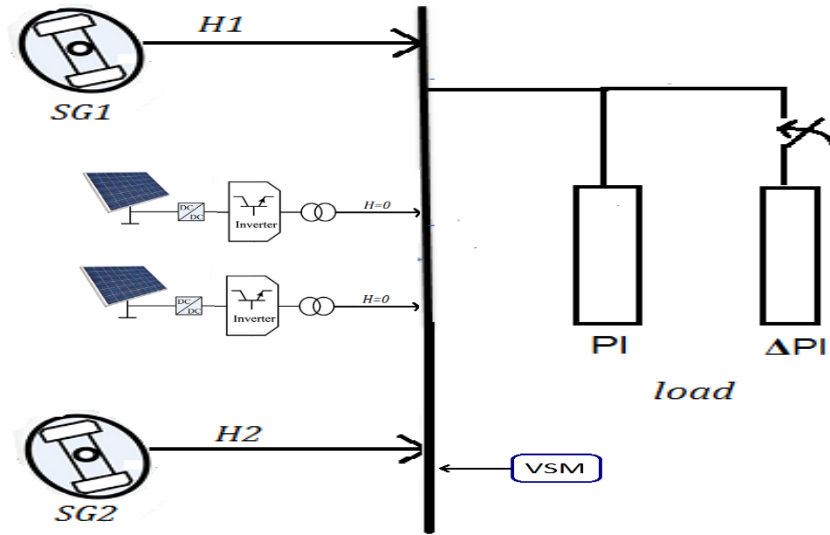 H1
SG1
DC
DC
Inverter
H=0
DC
DC
Inverter
H=0
PI
ΔPI
load
H2
VSM
SG2